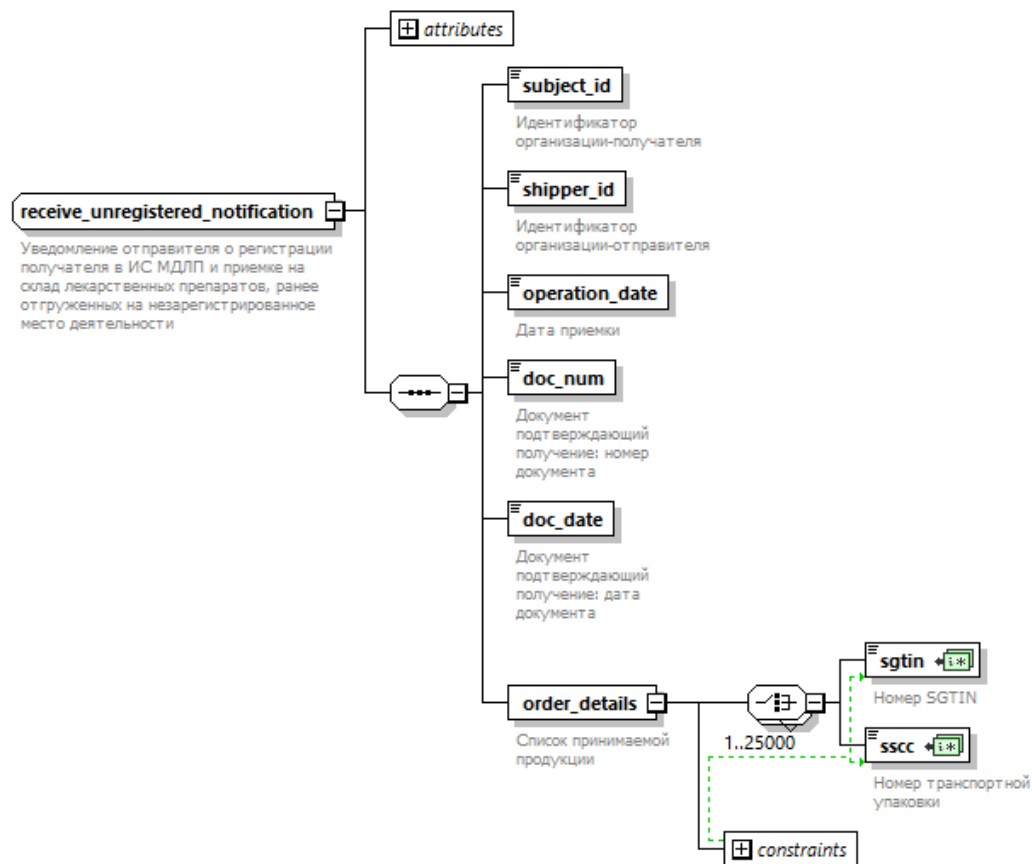 attributes
subject_id
Идентификатор
организации-получателя
shipper_id
Идентификатор
организации-отправителя
receive_unregistered_notification
Уведомление отправителя о регистрации
получателя в ИС МДЛП и приемке на
склад лекарственных препаратов, ранее
отгруженных на незарегистрированное
место деятельности
operation_date
Дата приемки
doc_num
Документ
подтверждающий
получение: номер
документа
doc_date
Документ
подтверждающий
получение: дата
документа
order_details
Список принимаемой
продукции
1..25000
sgtin
Номер SGTIN
sscc
Номер транспортной
упаковки
constraints